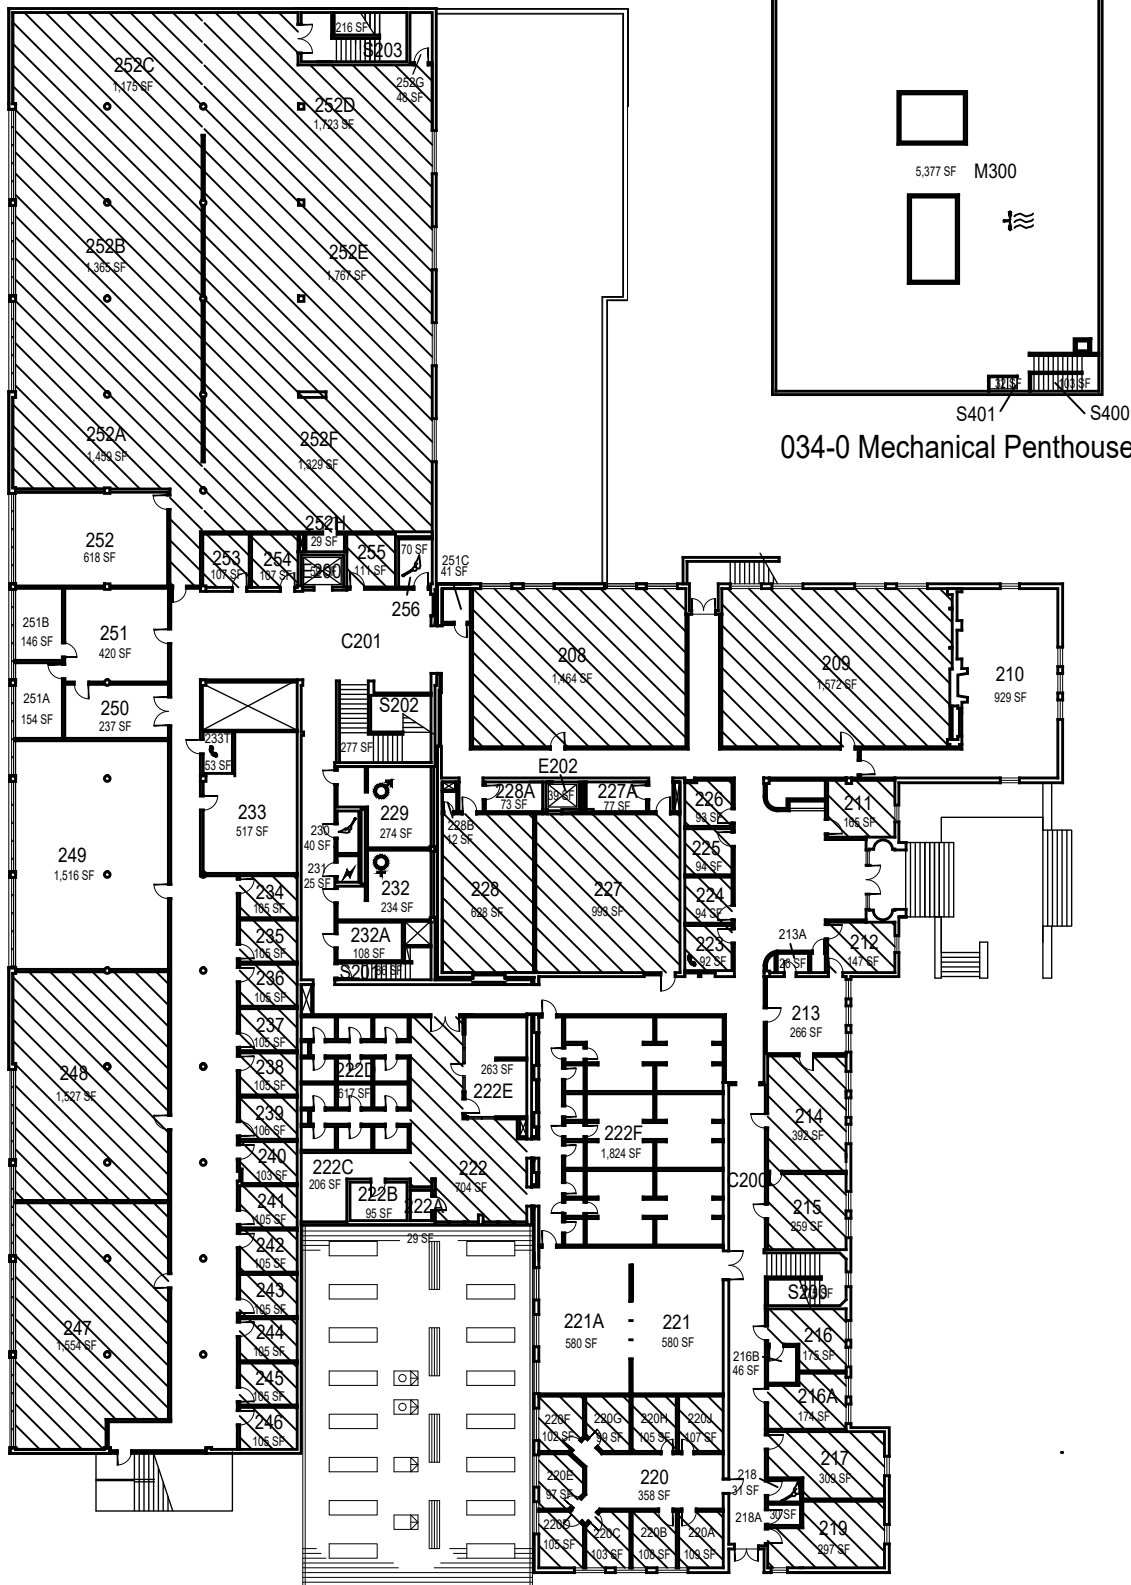 216 SF
S203
252C
1,175 SF
252G
48 SF
252D
1,723 SF
5,377 SF M300
252B
1,365 SF
252E
1,767 SF
32 SF
103 SF
S401
S400
034-0 Mechanical Penthouse
252A
1,459 SF
252F
1,329 SF
252
618 SF
252H
29 SF
253
107 SF
254
107 SF
255
111 SF
70 SF
256
251C
41 SF
251B
146 SF
251
420 SF
C201
208
1,464 SF
209
1,572 SF
210
929 SF
251A
154 SF
250
237 SF
S202
277 SF
233T
53 SF
E202
39 SF
228A
73 SF
227A
77 SF
226
93 SF
211
165 SF
233
517 SF
229
274 SF
230
40 SF
228B
12 SF
225
94 SF
249
1,516 SF
231
25 SF
232
234 SF
228
628 SF
227
993 SF
224
94 SF
234
105 SF
232A
108 SF
223
92 SF
213A
26 SF
212
147 SF
235
105 SF
S201
236
105 SF
213
266 SF
237
105 SF
248
1,527 SF
238
105 SF
222D
617 SF
263 SF
222E
214
392 SF
239
106 SF
222F
1,824 SF
240
103 SF
222C
206 SF
222
704 SF
C200
241
105 SF
222B
95 SF
222A
29 SF
215
259 SF
242
105 SF
243
105 SF
S200
247
1,554 SF
244
105 SF
221A
580 SF
221
580 SF
216
175 SF
216B
46 SF
245
105 SF
216A
174 SF
246
105 SF
220F
102 SF
220G
99 SF
220H
105 SF
220J
107 SF
217
309 SF
220E
97 SF
220
358 SF
218
31 SF
218A
30 SF
220D
105 SF
220C
103 SF
220B
108 SF
220A
109 SF
219
297 SF